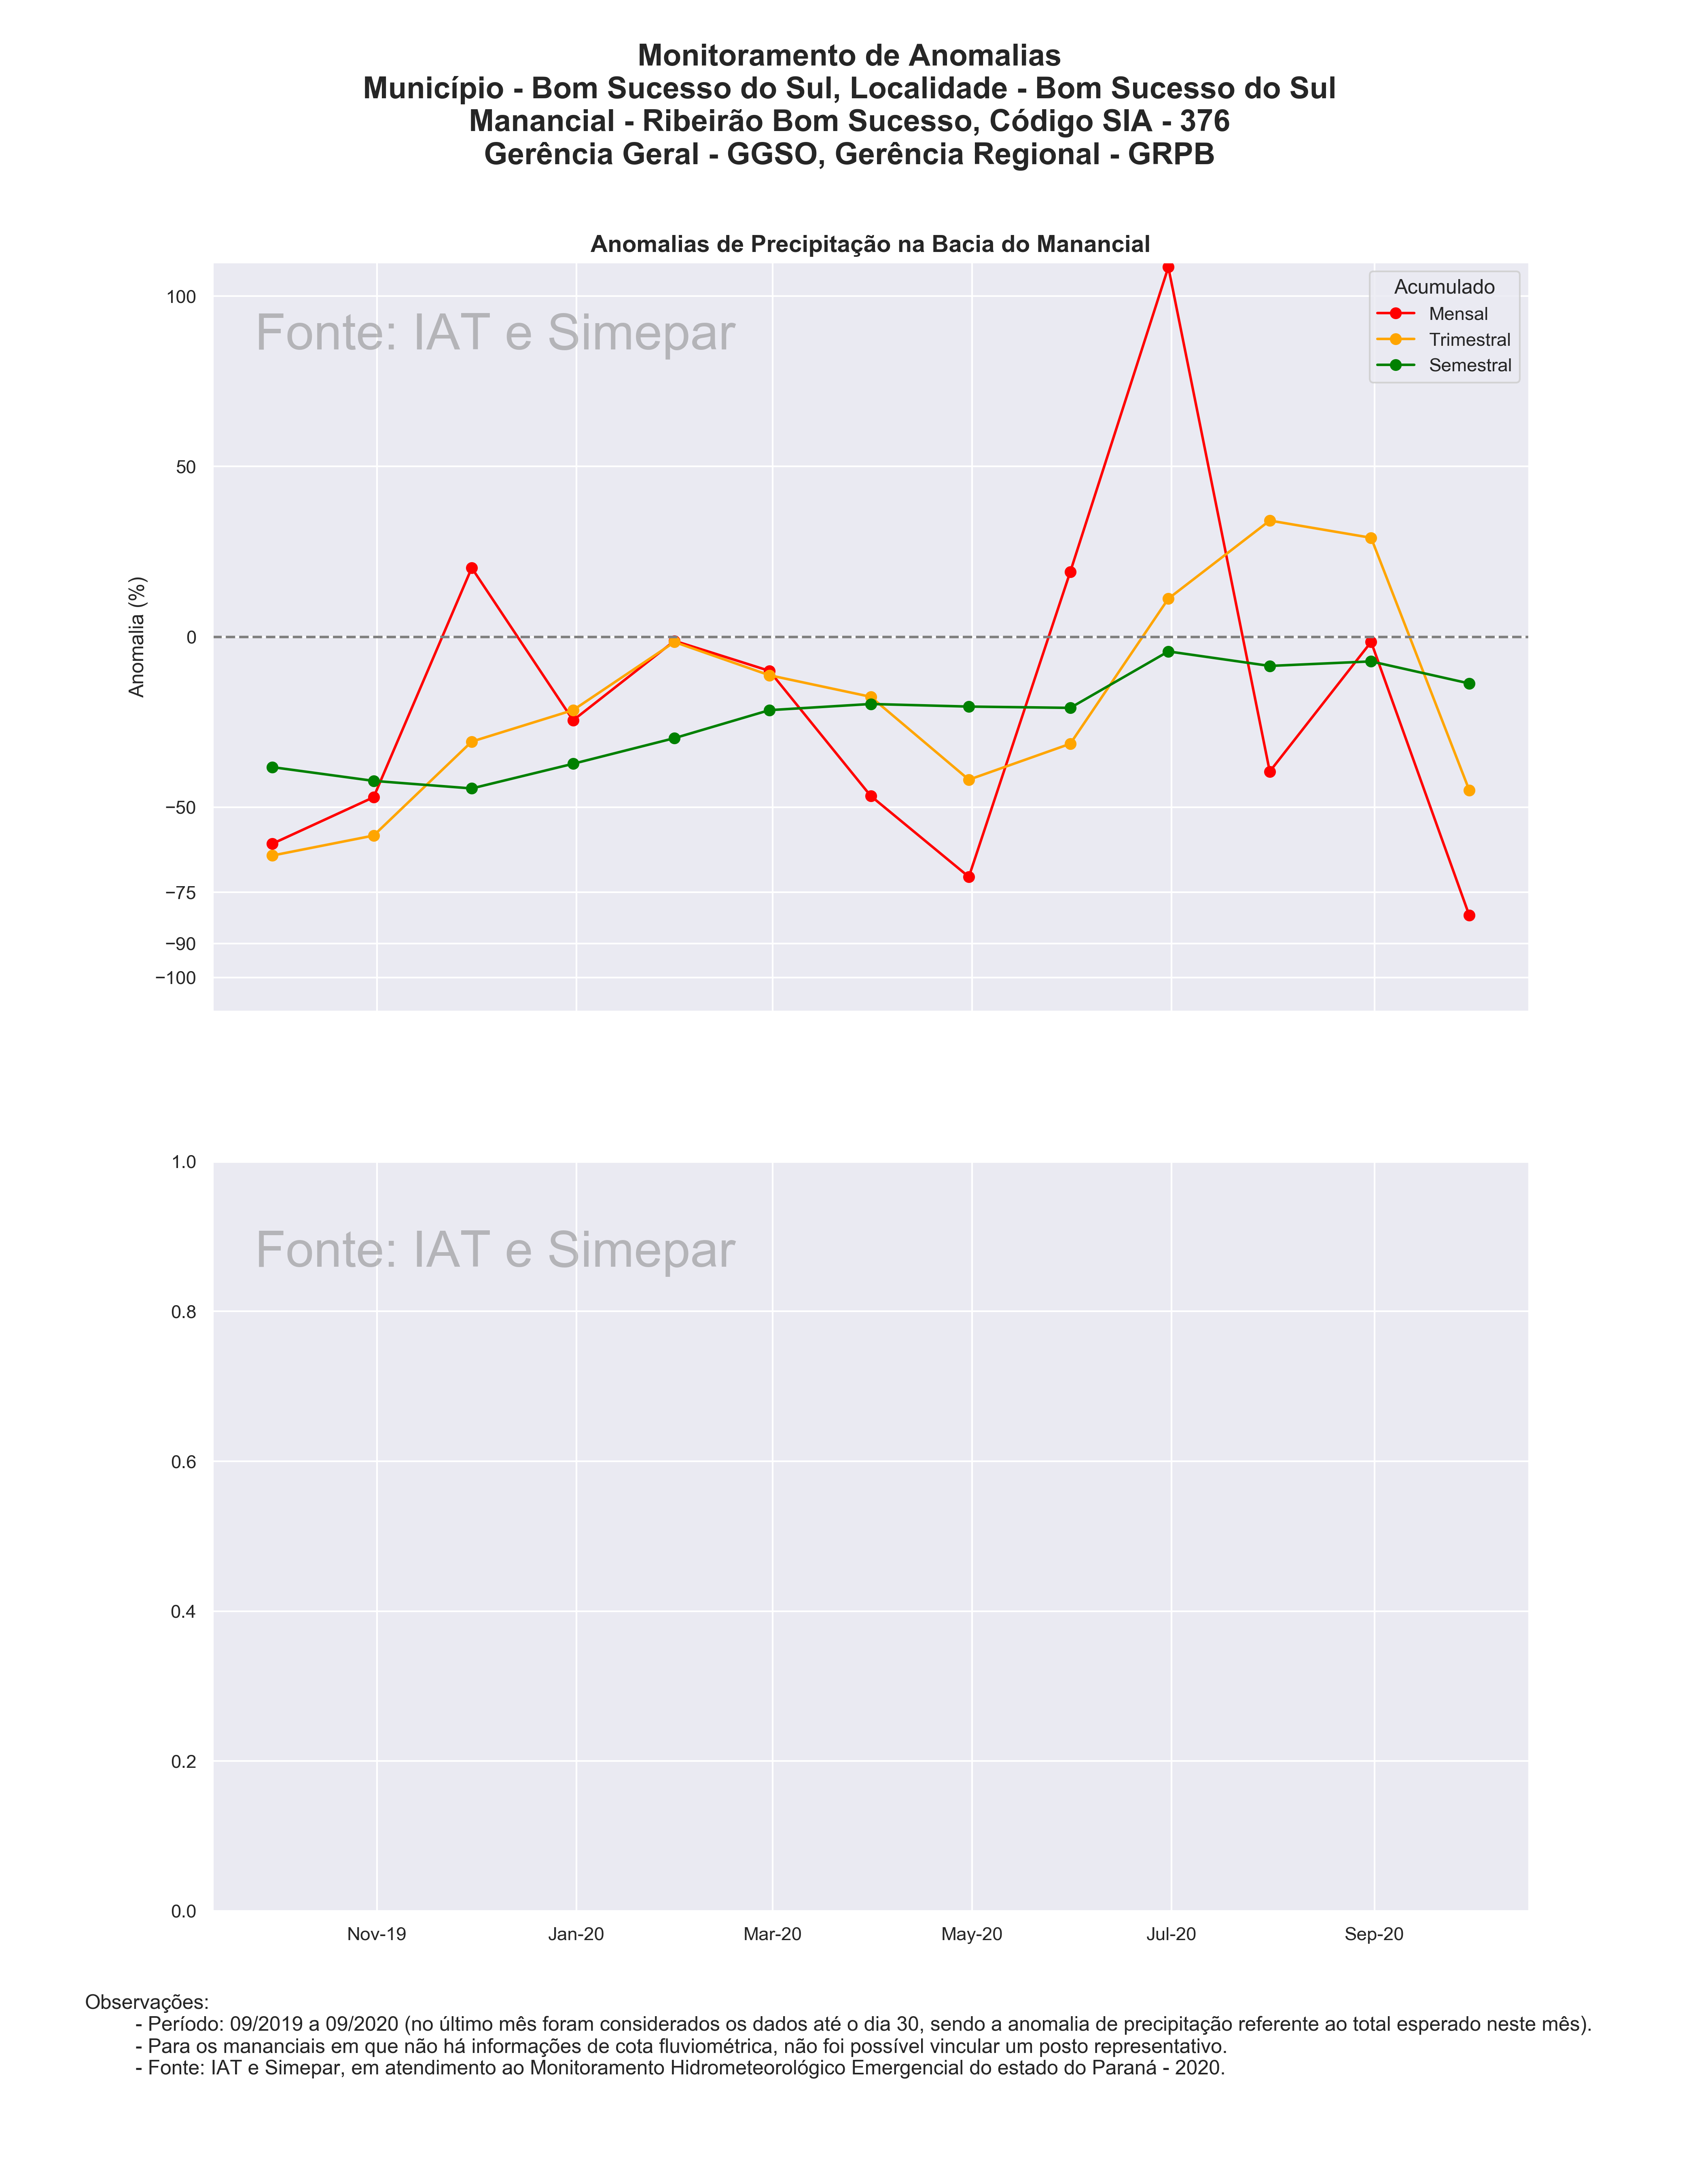 Monitoramento de Anomalias
Município - Bom Sucesso do Sul, Localidade - Bom Sucesso do Sul
Manancial - Ribeirão Bom Sucesso, Código SIA - 376
Gerência Geral - GGSO, Gerência Regional - GRPB
Anomalias de Precipitação na Bacia do Manancial
Fonte: IAT e Simepar
Acumulado
Mensal
Trimestral
Semestral
Anomalia (%)
100
50
0
−50
−75
−90
−100
Fonte: IAT e Simepar
1.0
0.8
0.6
0.4
0.2
0.0
Nov-19 Jan-20 Mar-20 May-20 Jul-20 Sep-20
Observações:
- Período: 09/2019 a 09/2020 (no último mês foram considerados os dados até o dia 30, sendo a anomalia de precipitação referente ao total esperado neste mês).
- Para os mananciais em que não há informações de cota fluviométrica, não foi possível vincular um posto representativo.
- Fonte: IAT e Simepar, em atendimento ao Monitoramento Hidrometeorológico Emergencial do estado do Paraná - 2020.